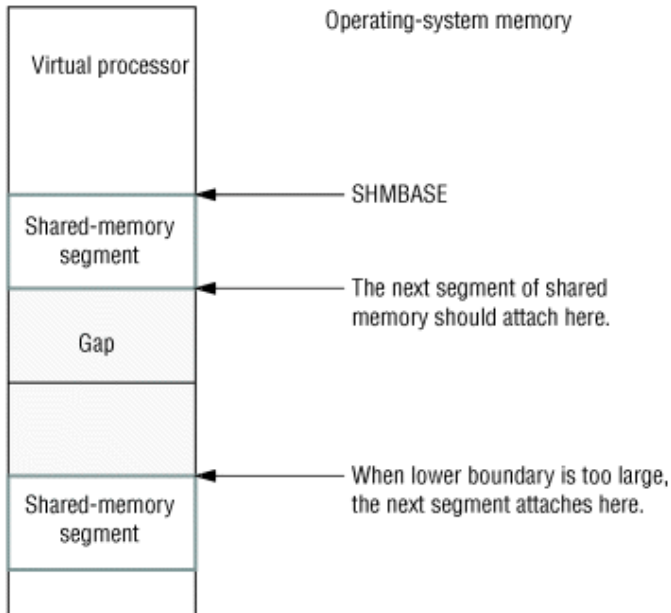 Operating-system memory
Virtual processor
SHMBASE
Shared-memory
segment
The next segment of shared
memory should attach here.
Gap
When lower boundary is too large,
the next segment attaches here.
Shared-memory
segment